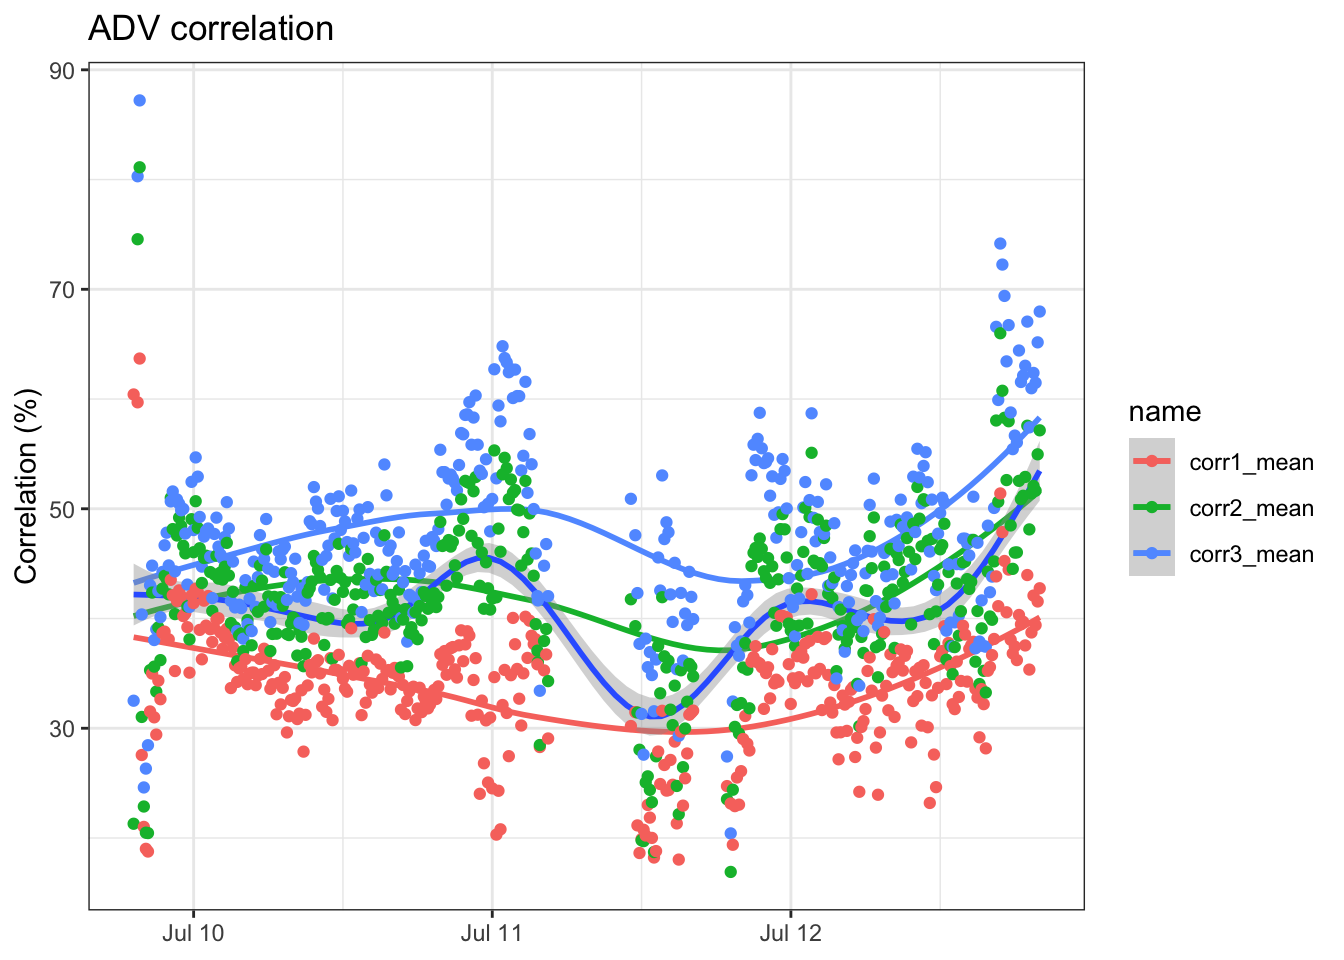 ADV correlation
90
70
50
30
Correlation (%)
Jul 10
Jul 11
Jul 12
name
corr1_mean
corr2_mean
corr3_mean